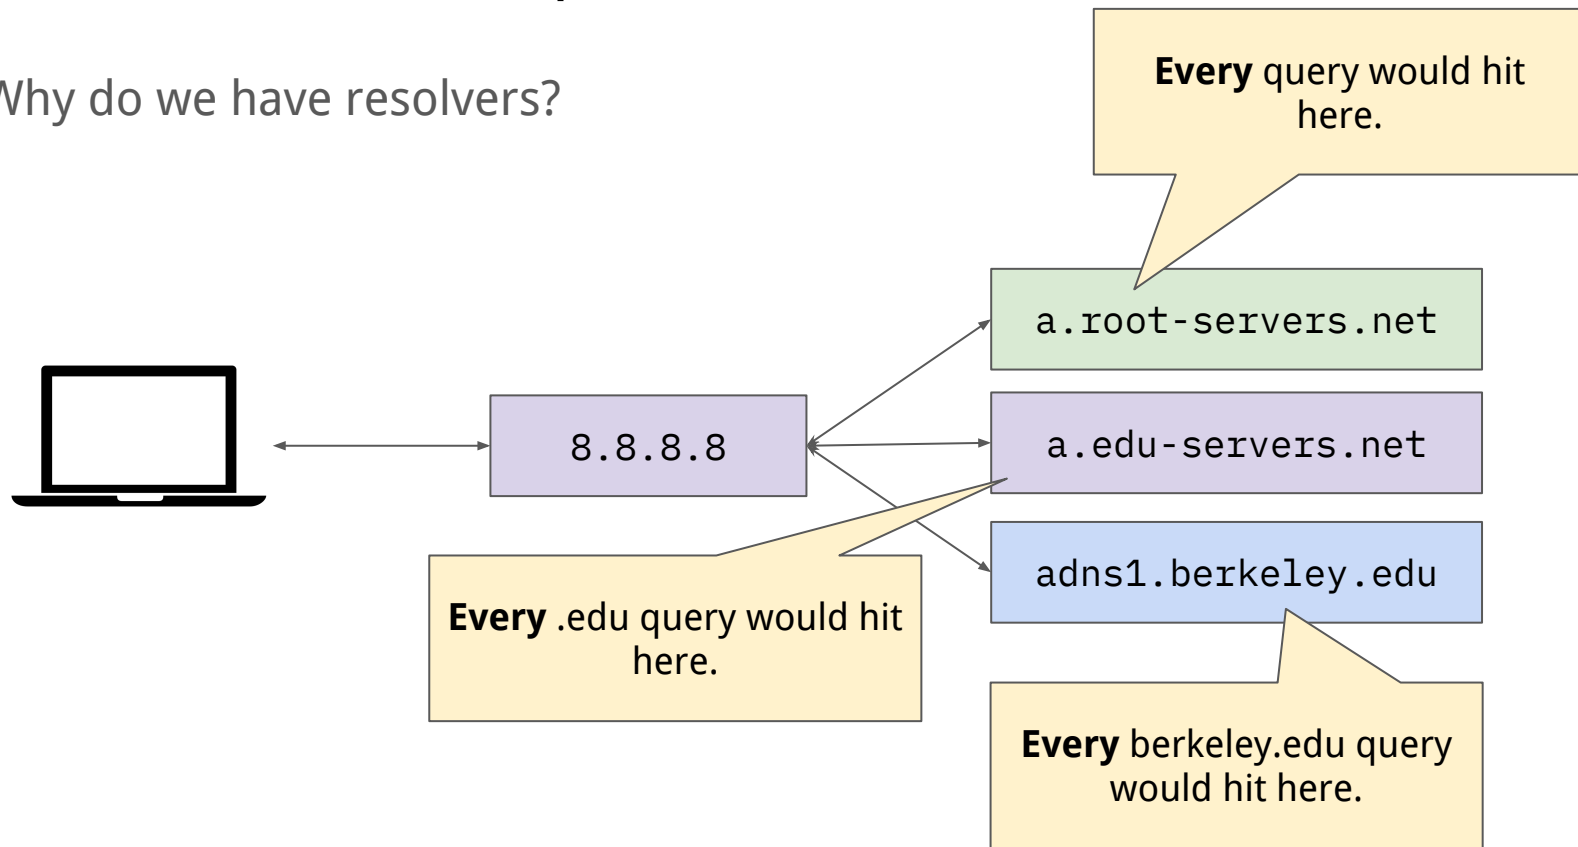 Why do we have resolvers?
Every query would hit
here.
a.root-servers.net
8.8.8.8
a.edu-servers.net
adns1.berkeley.edu
Every .edu query would hit
here.
Every berkeley.edu query
would hit here.